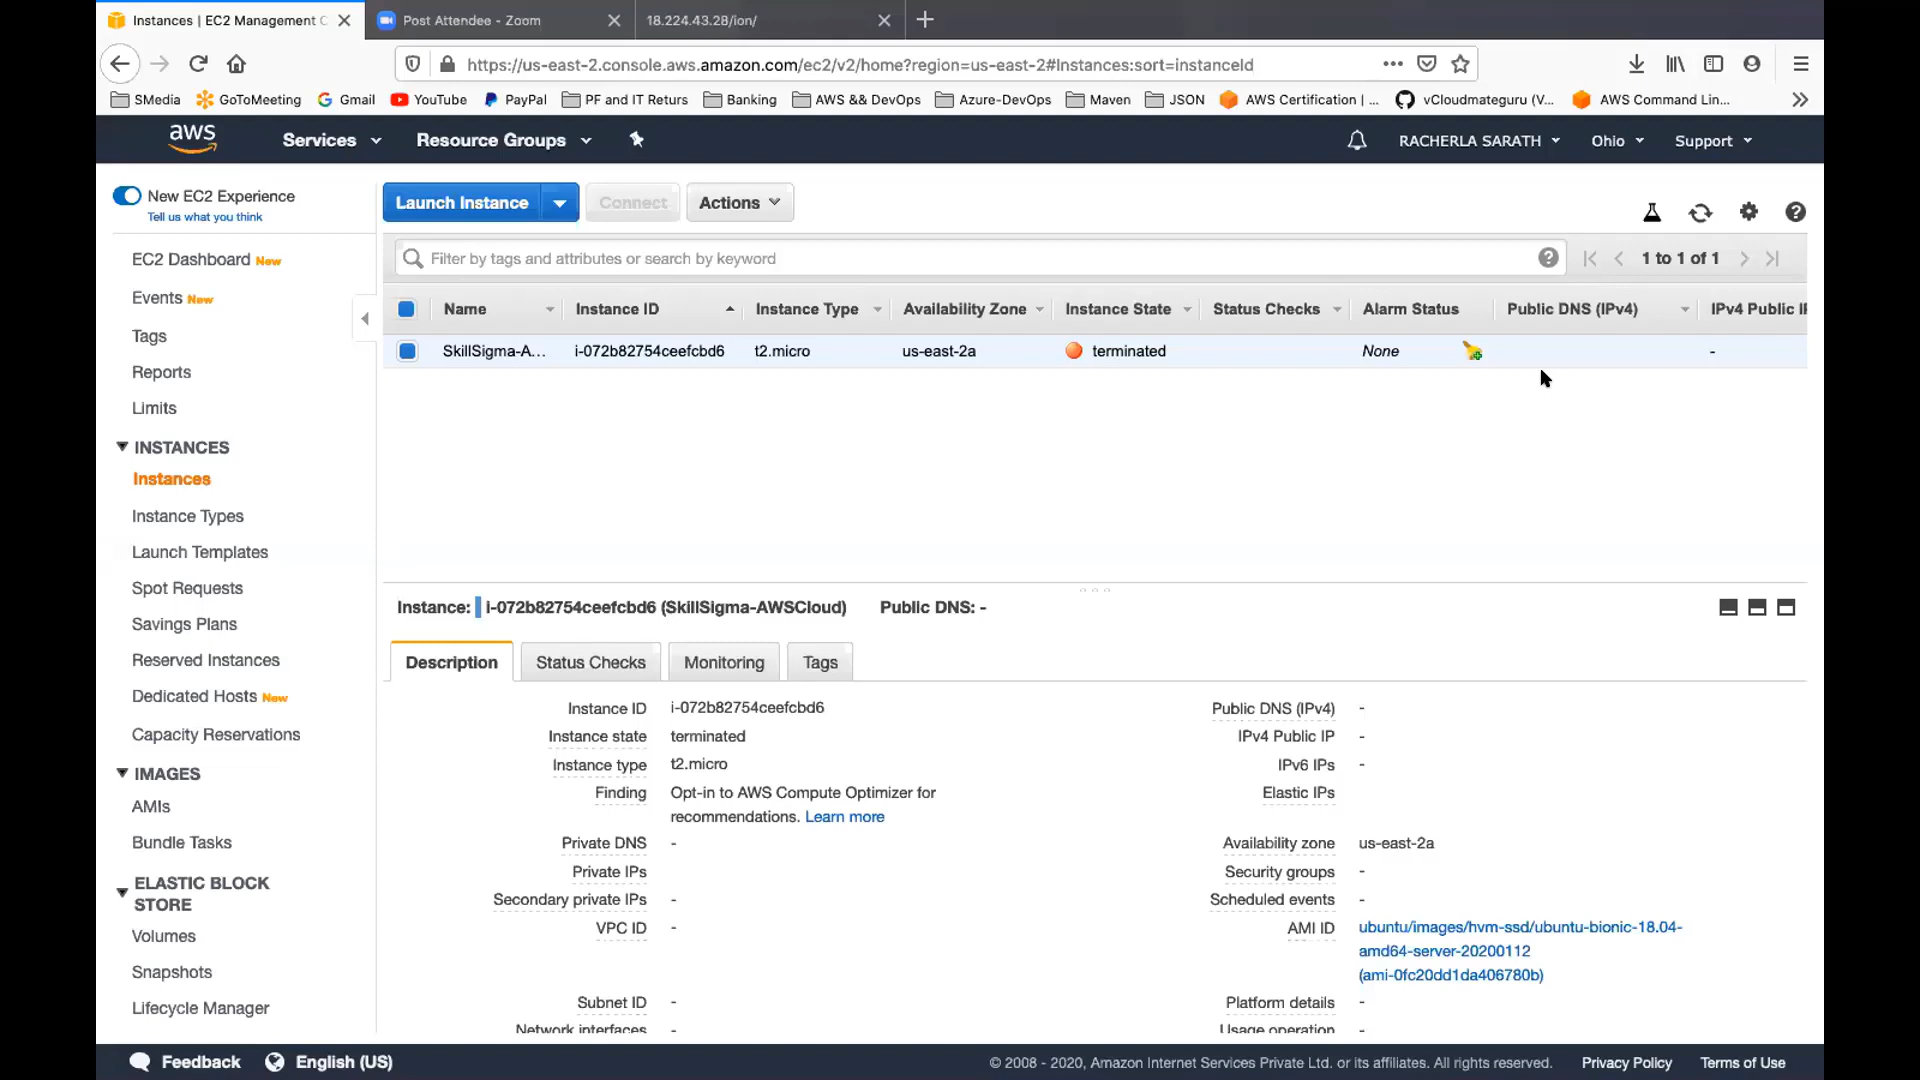 Instances | EC2 Management C
Post Attendee - Zoom
18.224.43.28/ion/
https://us-east-2.console.aws.amazon.com/ec2/v2/home?region=us-east-2#Instances:sort=instanceId
SMedia
GoToMeeting
Gmail
YouTube
PayPal
PF and IT Returs
Banking
AWS && DevOps
Azure-DevOps
Maven
JSON
AWS Certification | ...
vCloudmateguru (V...
AWS Command Lin...
aws
Services
Resource Groups
RACHERLA SARATH
Ohio
Support
New EC2 Experience
Tell us what you think
EC2 Dashboard New
Events New
Tags
Reports
Limits
INSTANCES
Instances
Instance Types
Launch Templates
Spot Requests
Savings Plans
Reserved Instances
Dedicated Hosts New
Capacity Reservations
IMAGES
AMIs
Bundle Tasks
ELASTIC BLOCK
STORE
Volumes
Snapshots
Lifecycle Manager
Launch Instance
Connect
Actions
Filter by tags and attributes or search by keyword
1 to 1 of 1
Name
Instance ID
Instance Type
Availability Zone
Instance State
Status Checks
Alarm Status
Public DNS (IPv4)
IPv4 Public IP
SkillSigma-A...
i-072b82754ceefcbd6
t2.micro
us-east-2a
terminated
None
-
Instance: i-072b82754ceefcbd6 (SkillSigma-AWSCloud)
Public DNS: -
Description
Status Checks
Monitoring
Tags
Instance ID i-072b82754ceefcbd6
Instance state terminated
Instance type t2.micro
Finding Opt-in to AWS Compute Optimizer for
recommendations. Learn more
Private DNS -
Private IPs
Secondary private IPs -
VPC ID -
Subnet ID -
Network interfaces -
Public DNS (IPv4) -
IPv4 Public IP -
IPv6 IPs -
Elastic IPs
Availability zone us-east-2a
Security groups -
Scheduled events -
AMI ID ubuntu/images/hvm-ssd/ubuntu-bionic-18.04-
amd64-server-20200112
(ami-0fc20dd1da406780b)
Platform details -
Usage operation -
Feedback
English (US)
© 2008 - 2020, Amazon Internet Services Private Ltd. or its affiliates. All rights reserved.
Privacy Policy
Terms of Use